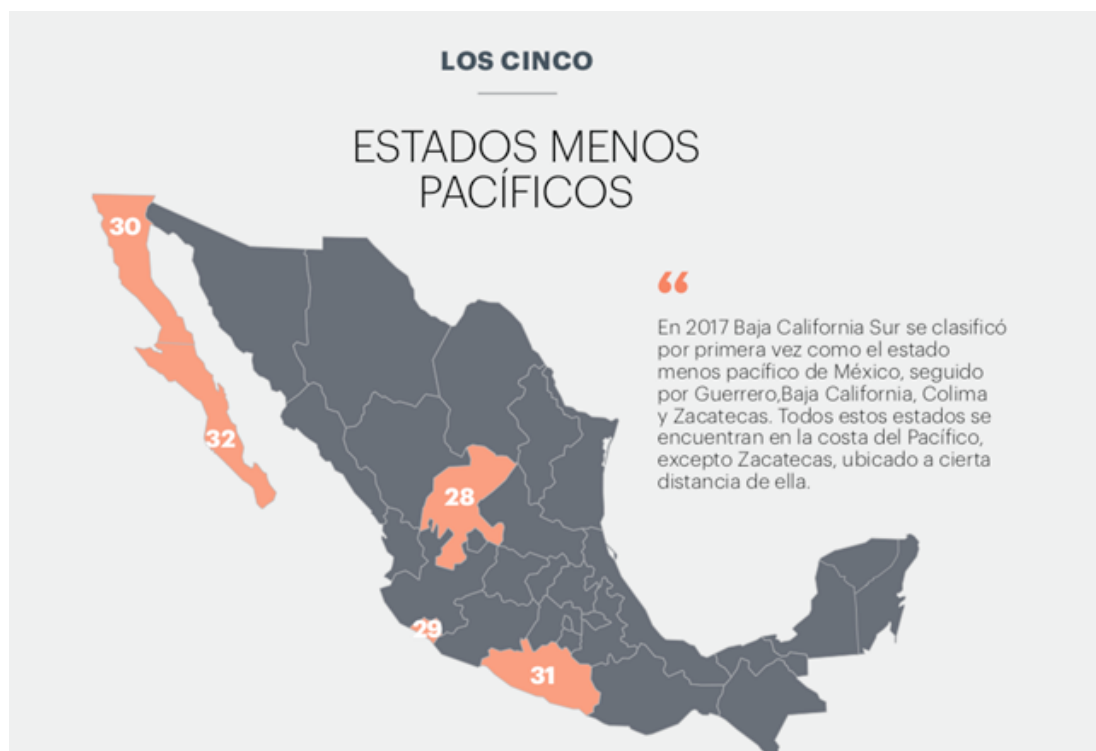 LOS CINCO
ESTADOS MENOS
PACÍFICOS
30
“
En 2017 Baja California Sur se clasificó
por primera vez como el estado
menos pacífico de México, seguido
por Guerrero,Baja California, Colima
y Zacatecas. Todos estos estados se
encuentran en la costa del Pacífico,
excepto Zacatecas, ubicado a cierta
distancia de ella.
32
28
29
31